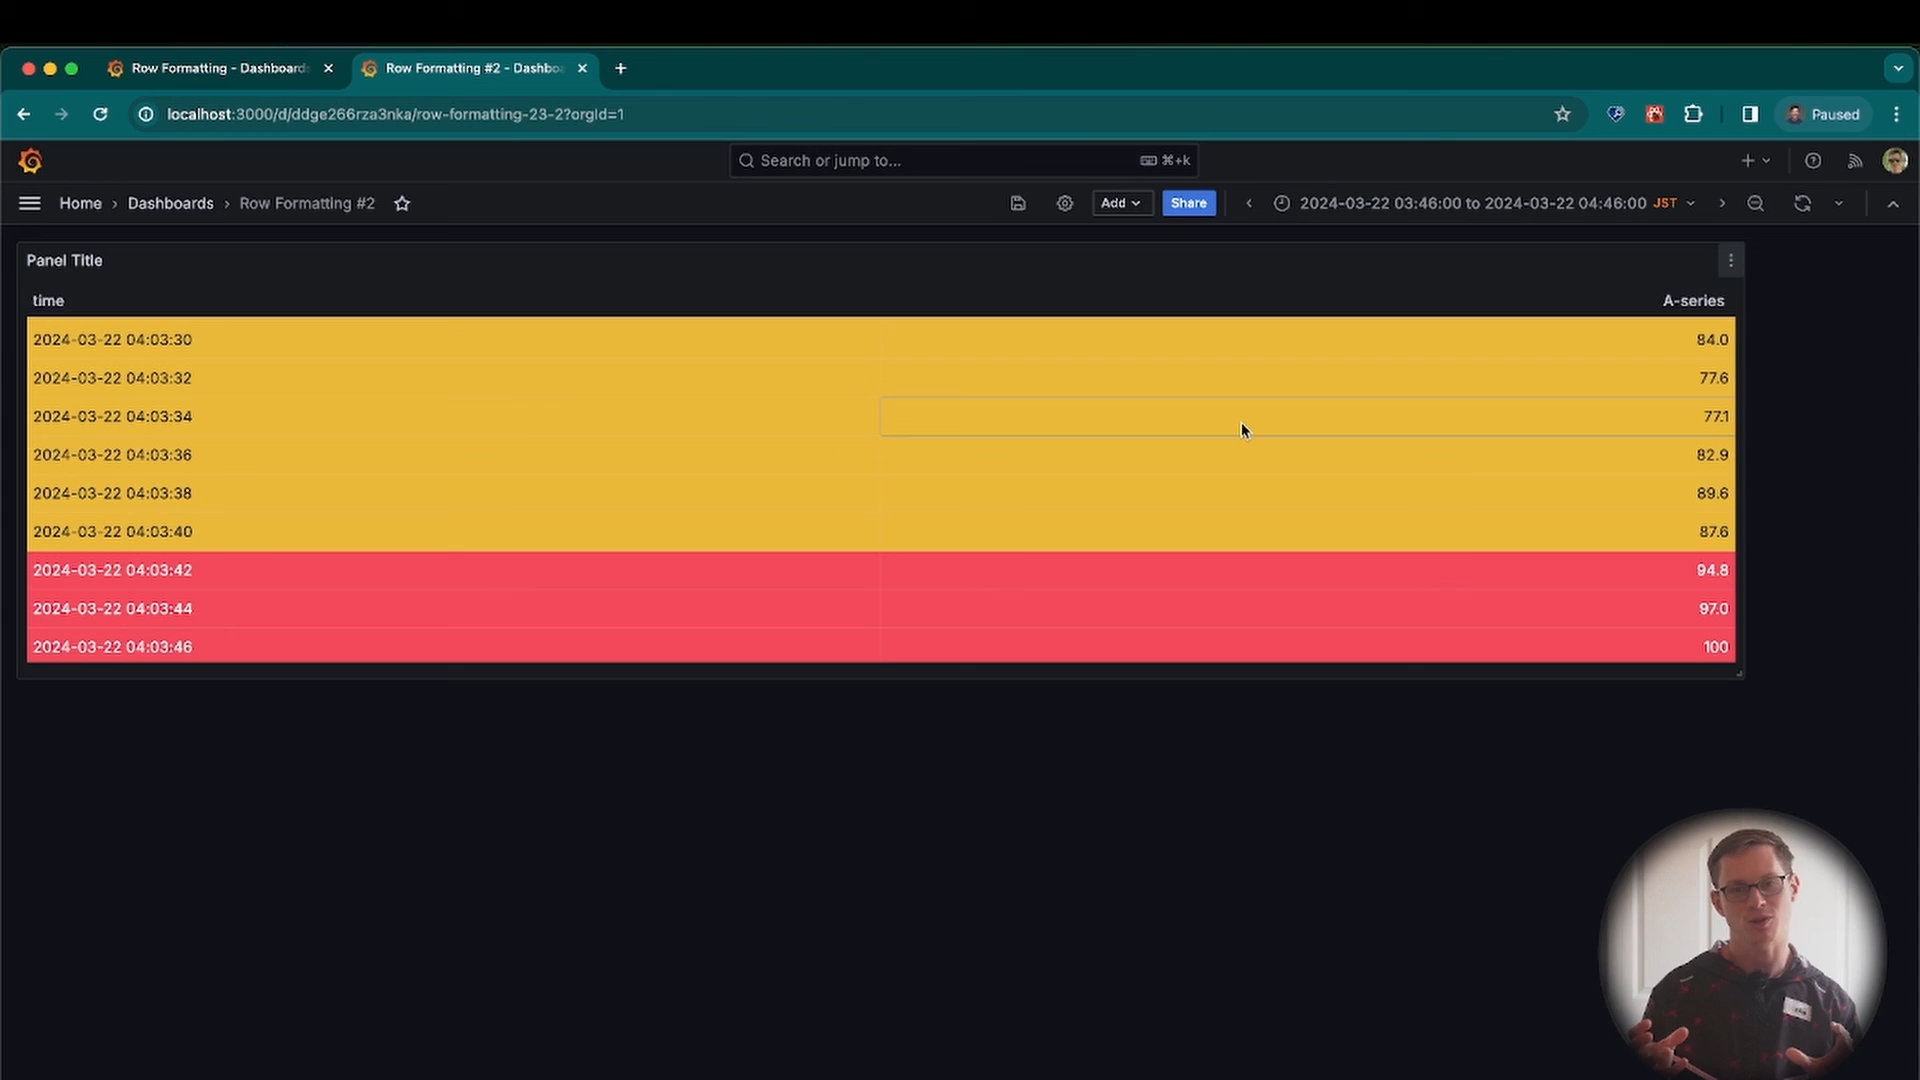 Row Formatting - Dashboards
Row Formatting #2 - Dashbo
localhost:3000/d/ddge266rza3nka/row-formatting-23-2?orgId=1
Paused
Search or jump to...
⌘+k
Home › Dashboards › Row Formatting #2
Add
Share
2024-03-22 03:46:00 to 2024-03-22 04:46:00 JST
Panel Title
time A-series
2024-03-22 04:03:30 84.0
2024-03-22 04:03:32 77.6
2024-03-22 04:03:34 77.1
2024-03-22 04:03:36 82.9
2024-03-22 04:03:38 89.6
2024-03-22 04:03:40 87.6
2024-03-22 04:03:42 94.8
2024-03-22 04:03:44 97.0
2024-03-22 04:03:46 100